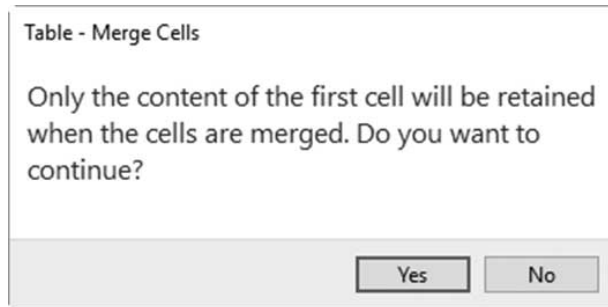 Table - Merge Cells
Only the content of the first cell will be retained
when the cells are merged. Do you want to
continue?
Yes
No